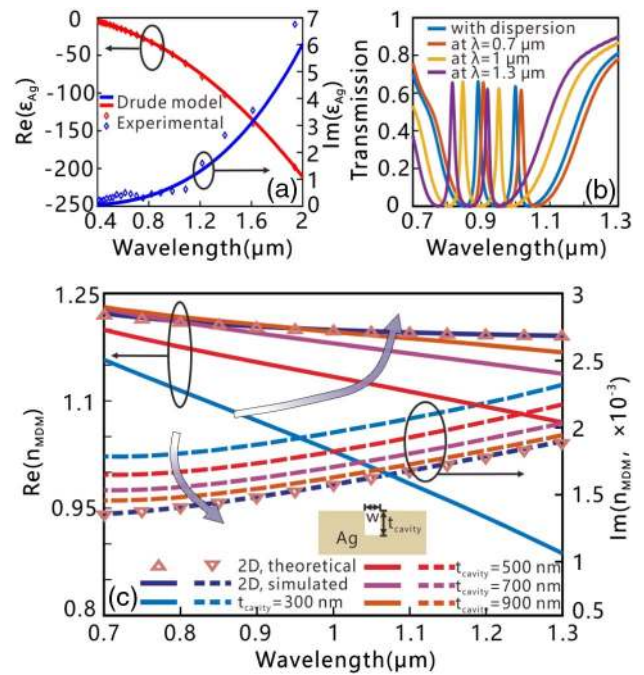 0
-50
-100
-150
-200
-250
Re(εAg)
7
6
5
4
3
2
1
0
Im(εAg)
Drude model
Experimental
(a)
0.4 0.8 1.2 1.6 2
Wavelength(μm)
1
0.8
0.6
0.4
0.2
0
Transmission
with dispersion
at λ=0.7 μm
at λ=1 μm
at λ=1.3 μm
(b)
0.7 0.9 1.1 1.3
Wavelength(μm)
1.25
1.1
0.95
0.8
Re(nMDM)
3
2.5
2
1.5
1
0.5
Im(nMDM, ×10⁻³)
w
tcavity
Ag
2D, theoretical
2D, simulated
tcavity=300 nm
tcavity=500 nm
tcavity=700 nm
tcavity=900 nm
(c)
0.7 0.8 0.9 1 1.1 1.2 1.3
Wavelength(μm)